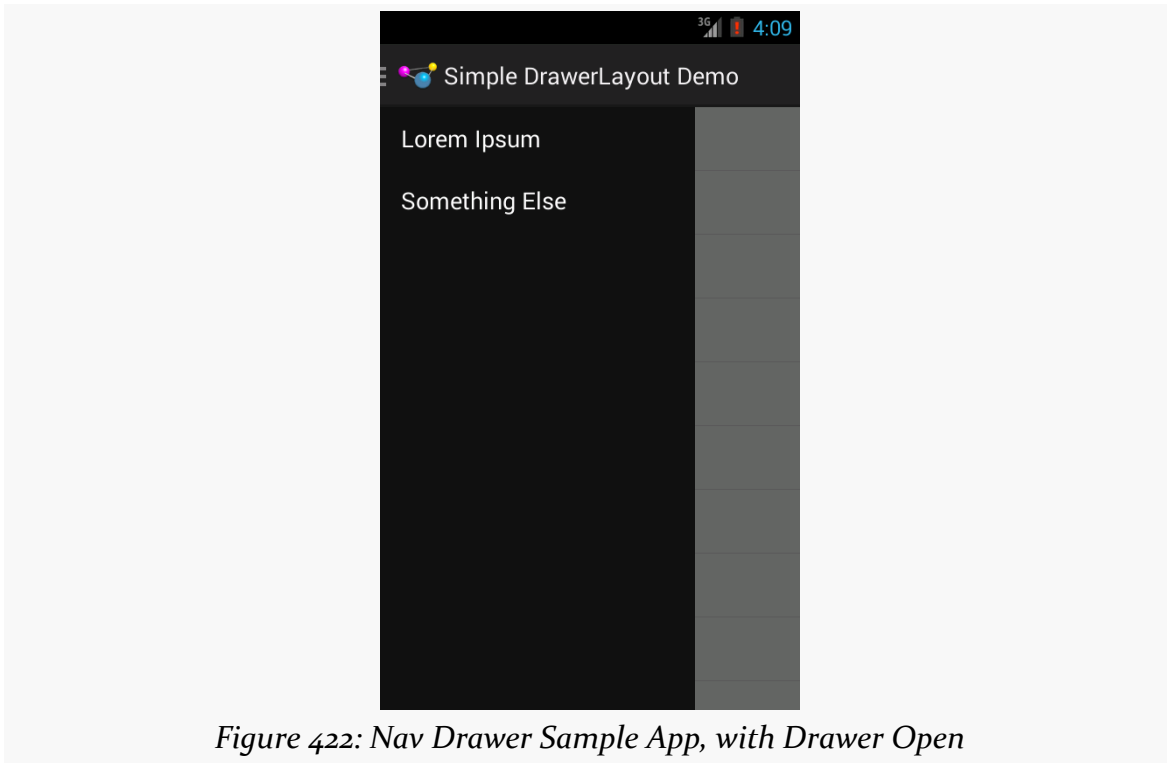 3G 4:09
Simple DrawerLayout Demo
Lorem Ipsum
Something Else
Figure 422: Nav Drawer Sample App, with Drawer Open